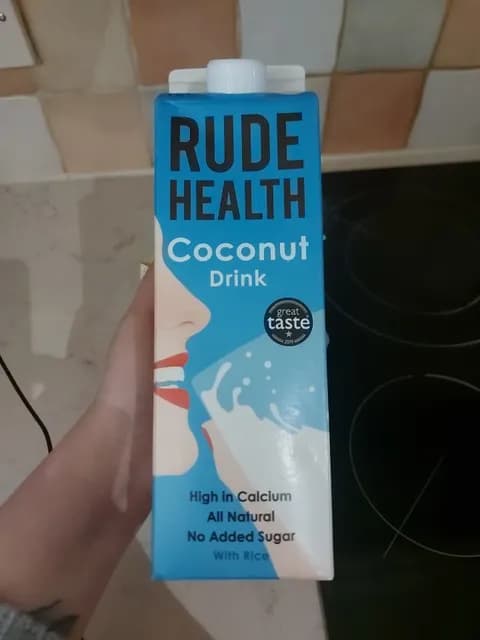 RUDE
HEALTH
Coconut
Drink
great
taste
High in Calcium
All Natural
No Added Sugar
With Rice